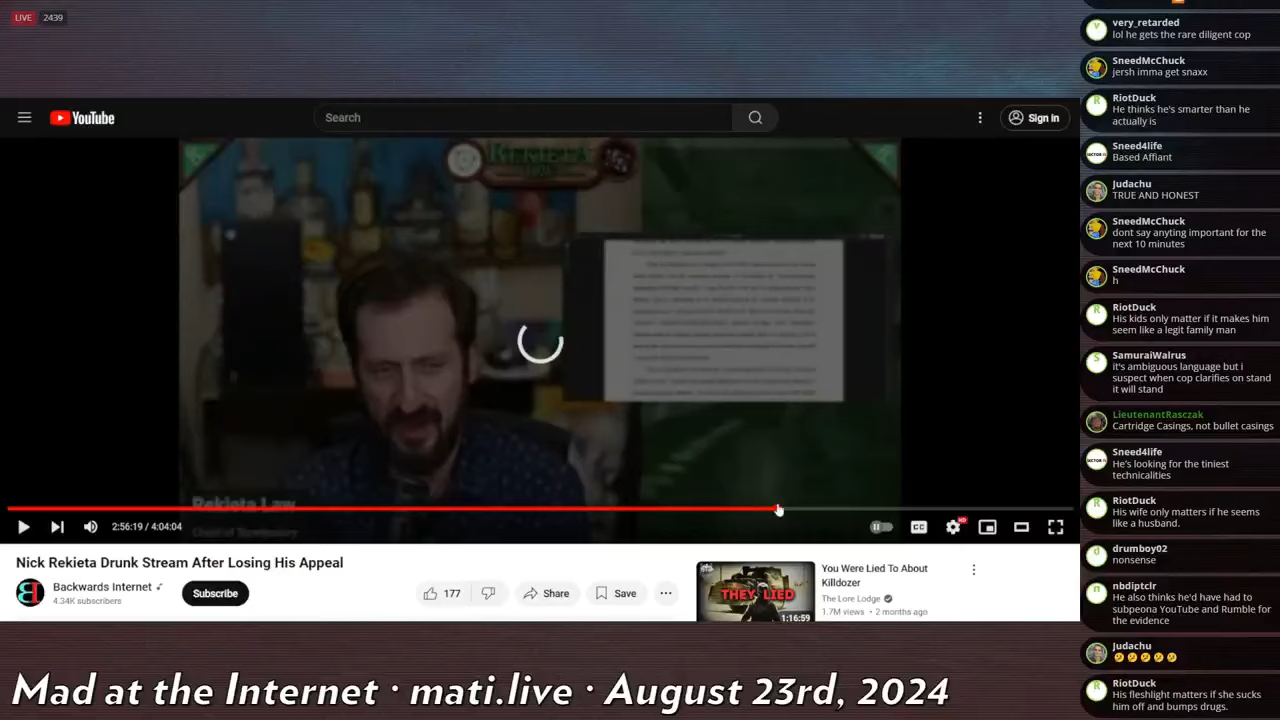 LIVE 2439
YouTube
Search
Sign in
REKIETA
Rekieta Law
2:56:19 / 4:04:04
CC
HD
Nick Rekieta Drunk Stream After Losing His Appeal
Backwards Internet
4.34K subscribers
Subscribe
177
Share
Save
THEY LIED
1:16:59
You Were Lied To About
Killdozer
The Lore Lodge
1.7M views • 2 months ago
Mad at the Internet · mati.live · August 23rd, 2024
very_retarded
lol he gets the rare diligent cop
SneedMcChuck
jersh imma get snaxx
RiotDuck
He thinks he's smarter than he
actually is
Sneed4life
Based Affiant
Judachu
TRUE AND HONEST
SneedMcChuck
dont say anyting important for the
next 10 minutes
SneedMcChuck
h
RiotDuck
His kids only matter if it makes him
seem like a legit family man
SamuraiWalrus
it's ambiguous language but i
suspect when cop clarifies on stand
it will stand
LieutenantRasczak
Cartridge Casings, not bullet casings
Sneed4life
He's looking for the tiniest
technicalities
RiotDuck
His wife only matters if he seems
like a husband.
drumboy02
nonsense
nbdiptclr
He also thinks he'd have had to
subpeona YouTube and Rumble for
the evidence
Judachu
RiotDuck
His fleshlight matters if she sucks
him off and bumps drugs.